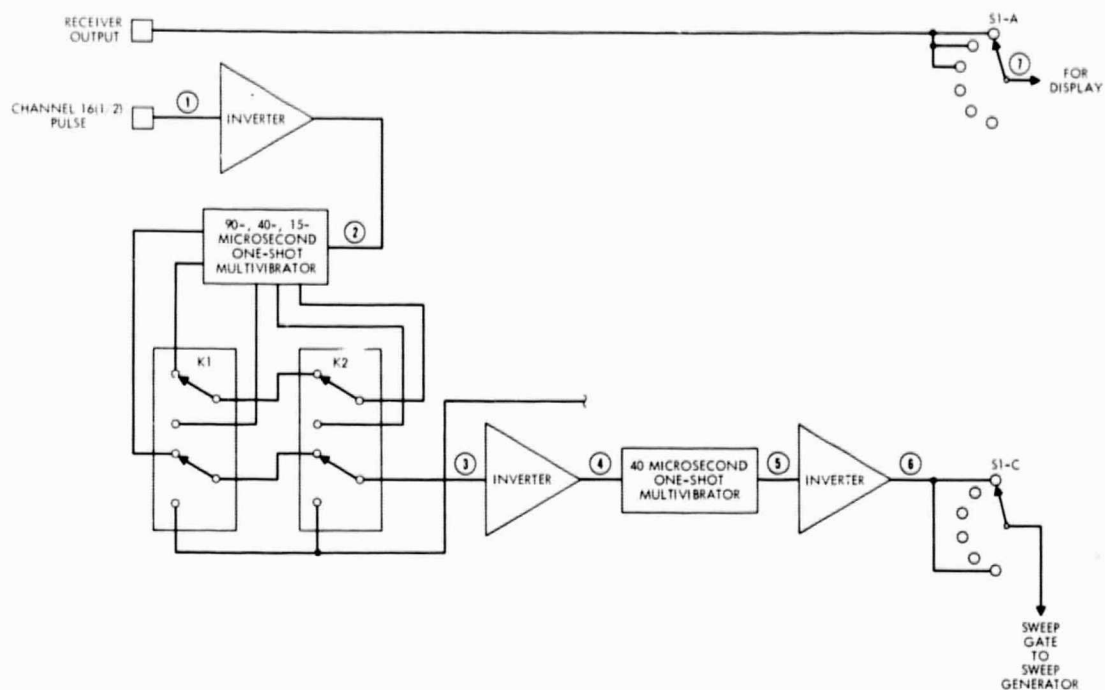 RECEIVER
OUTPUT
S1-A
7
FOR
DISPLAY
CHANNEL 16(1/2)
PULSE
1
INVERTER
90-, 40-, 15-
MICROSECOND
ONE-SHOT
MULTIVIBRATOR
2
K1
K2
3
INVERTER
4
40 MICROSECOND
ONE-SHOT
MULTIVIBRATOR
5
INVERTER
6
S1-C
SWEEP
GATE
TO
SWEEP
GENERATOR